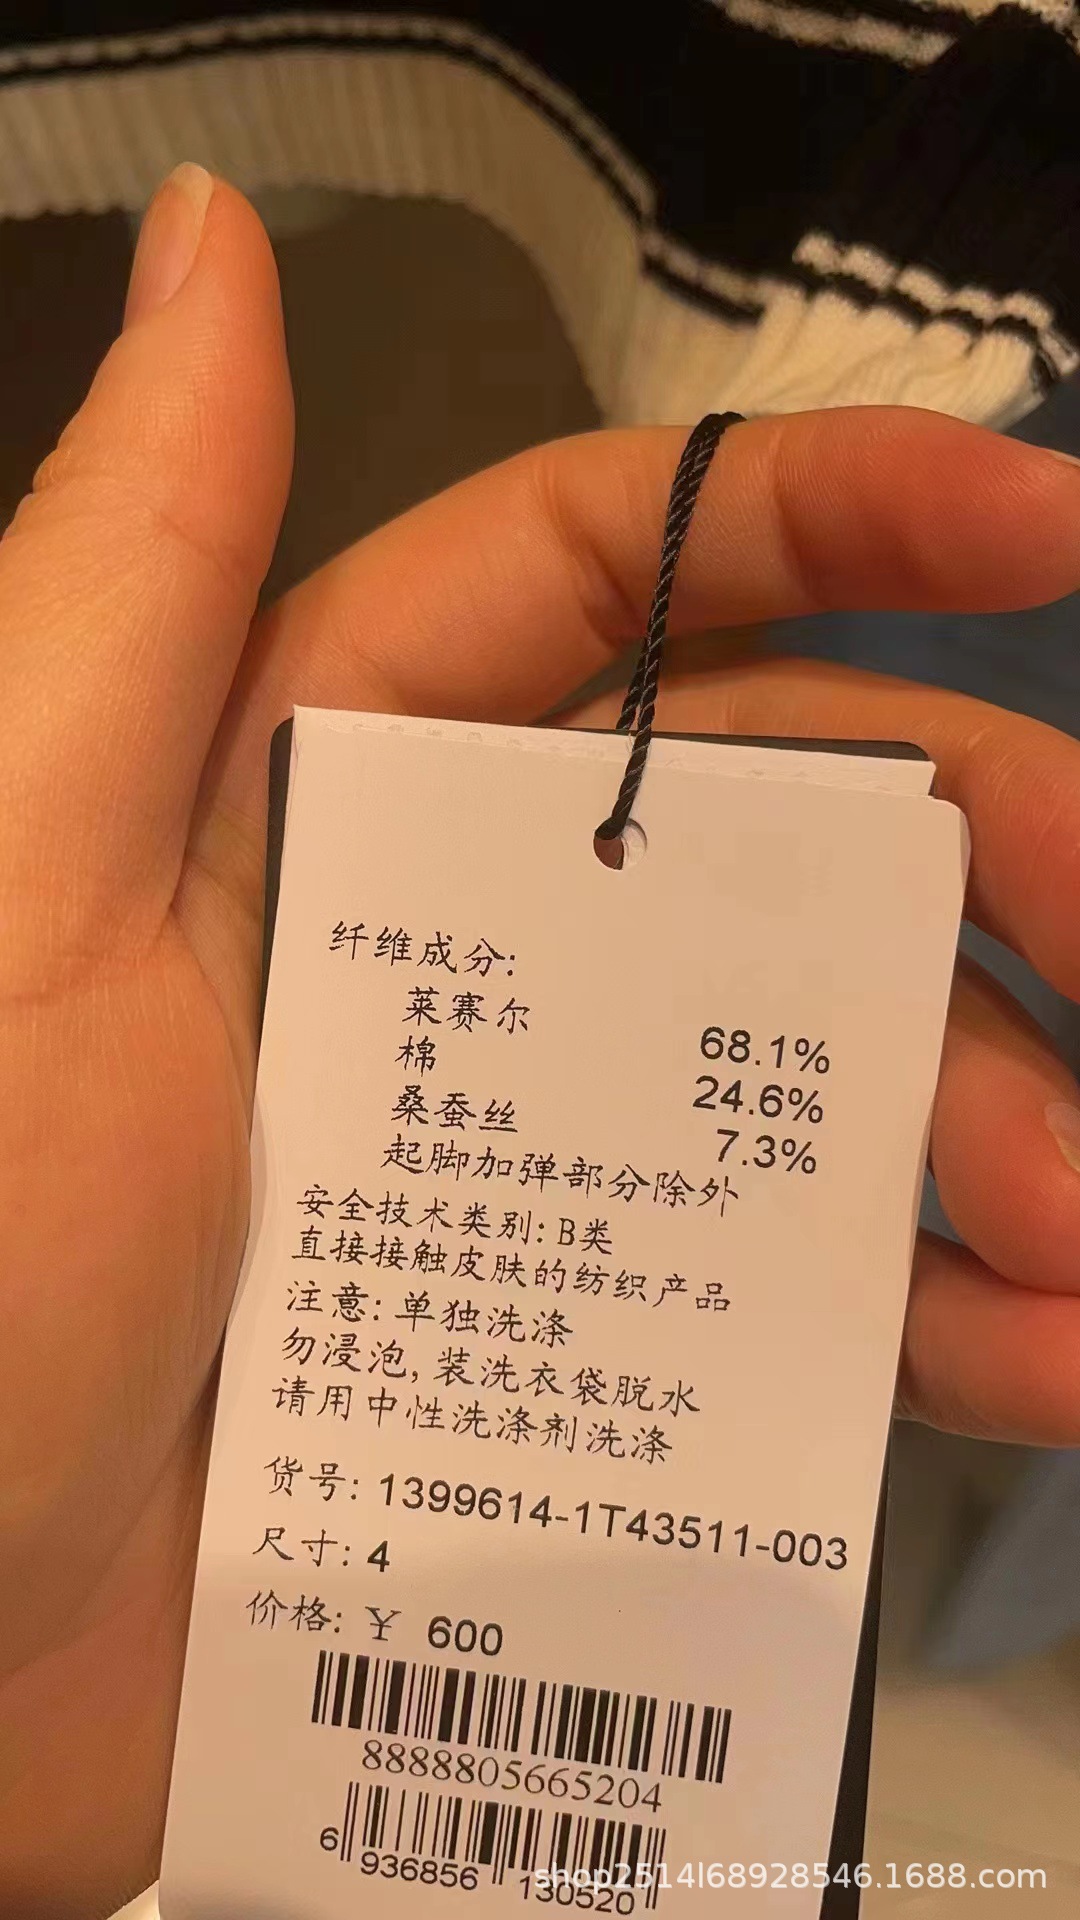 纤维成分:
莱赛尔 68.1%
棉 24.6%
桑蚕丝 7.3%
起脚加弹部分除外
安全技术类别: B类
直接接触皮肤的纺织产品
注意: 单独洗涤
勿浸泡, 装洗衣袋脱水
请用中性洗涤剂洗涤
货号: 1399614-1T43511-003
尺寸: 4
价格: ￥ 600
8888805665204
6 936856 130520
shop2514l68928546.1688.com